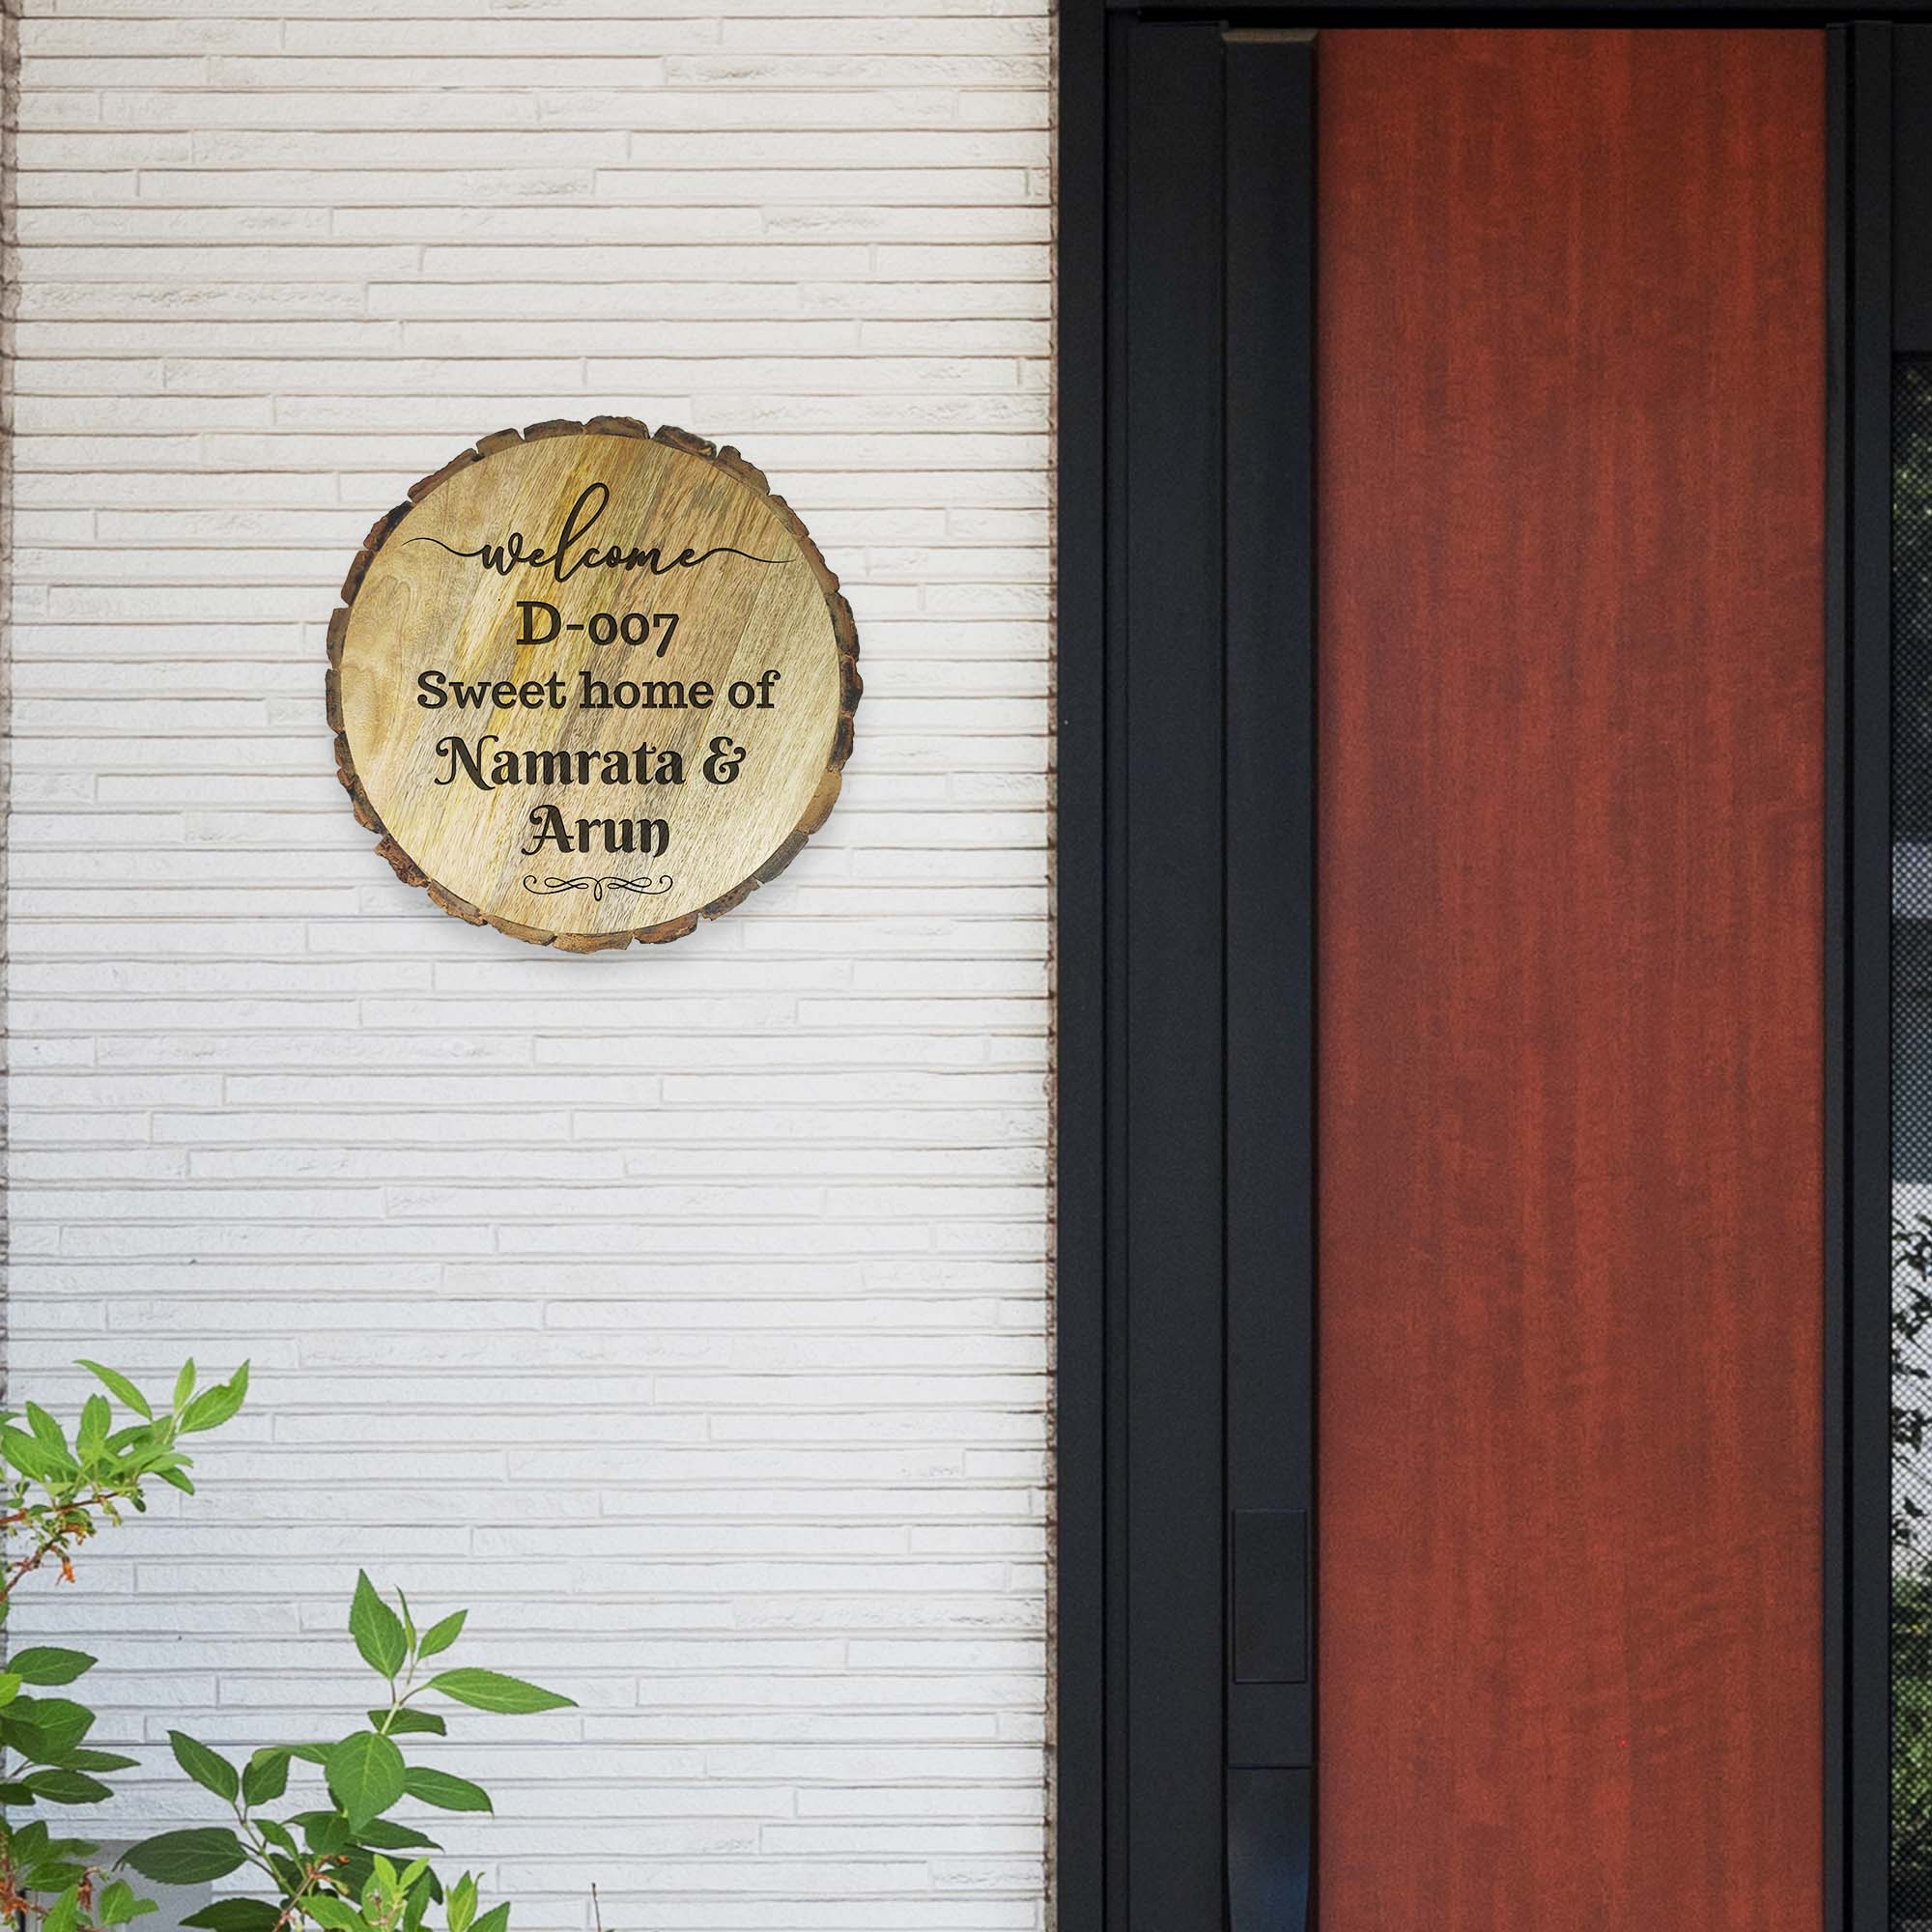 welcome
D-007
Sweet home of
Namrata &
Arun